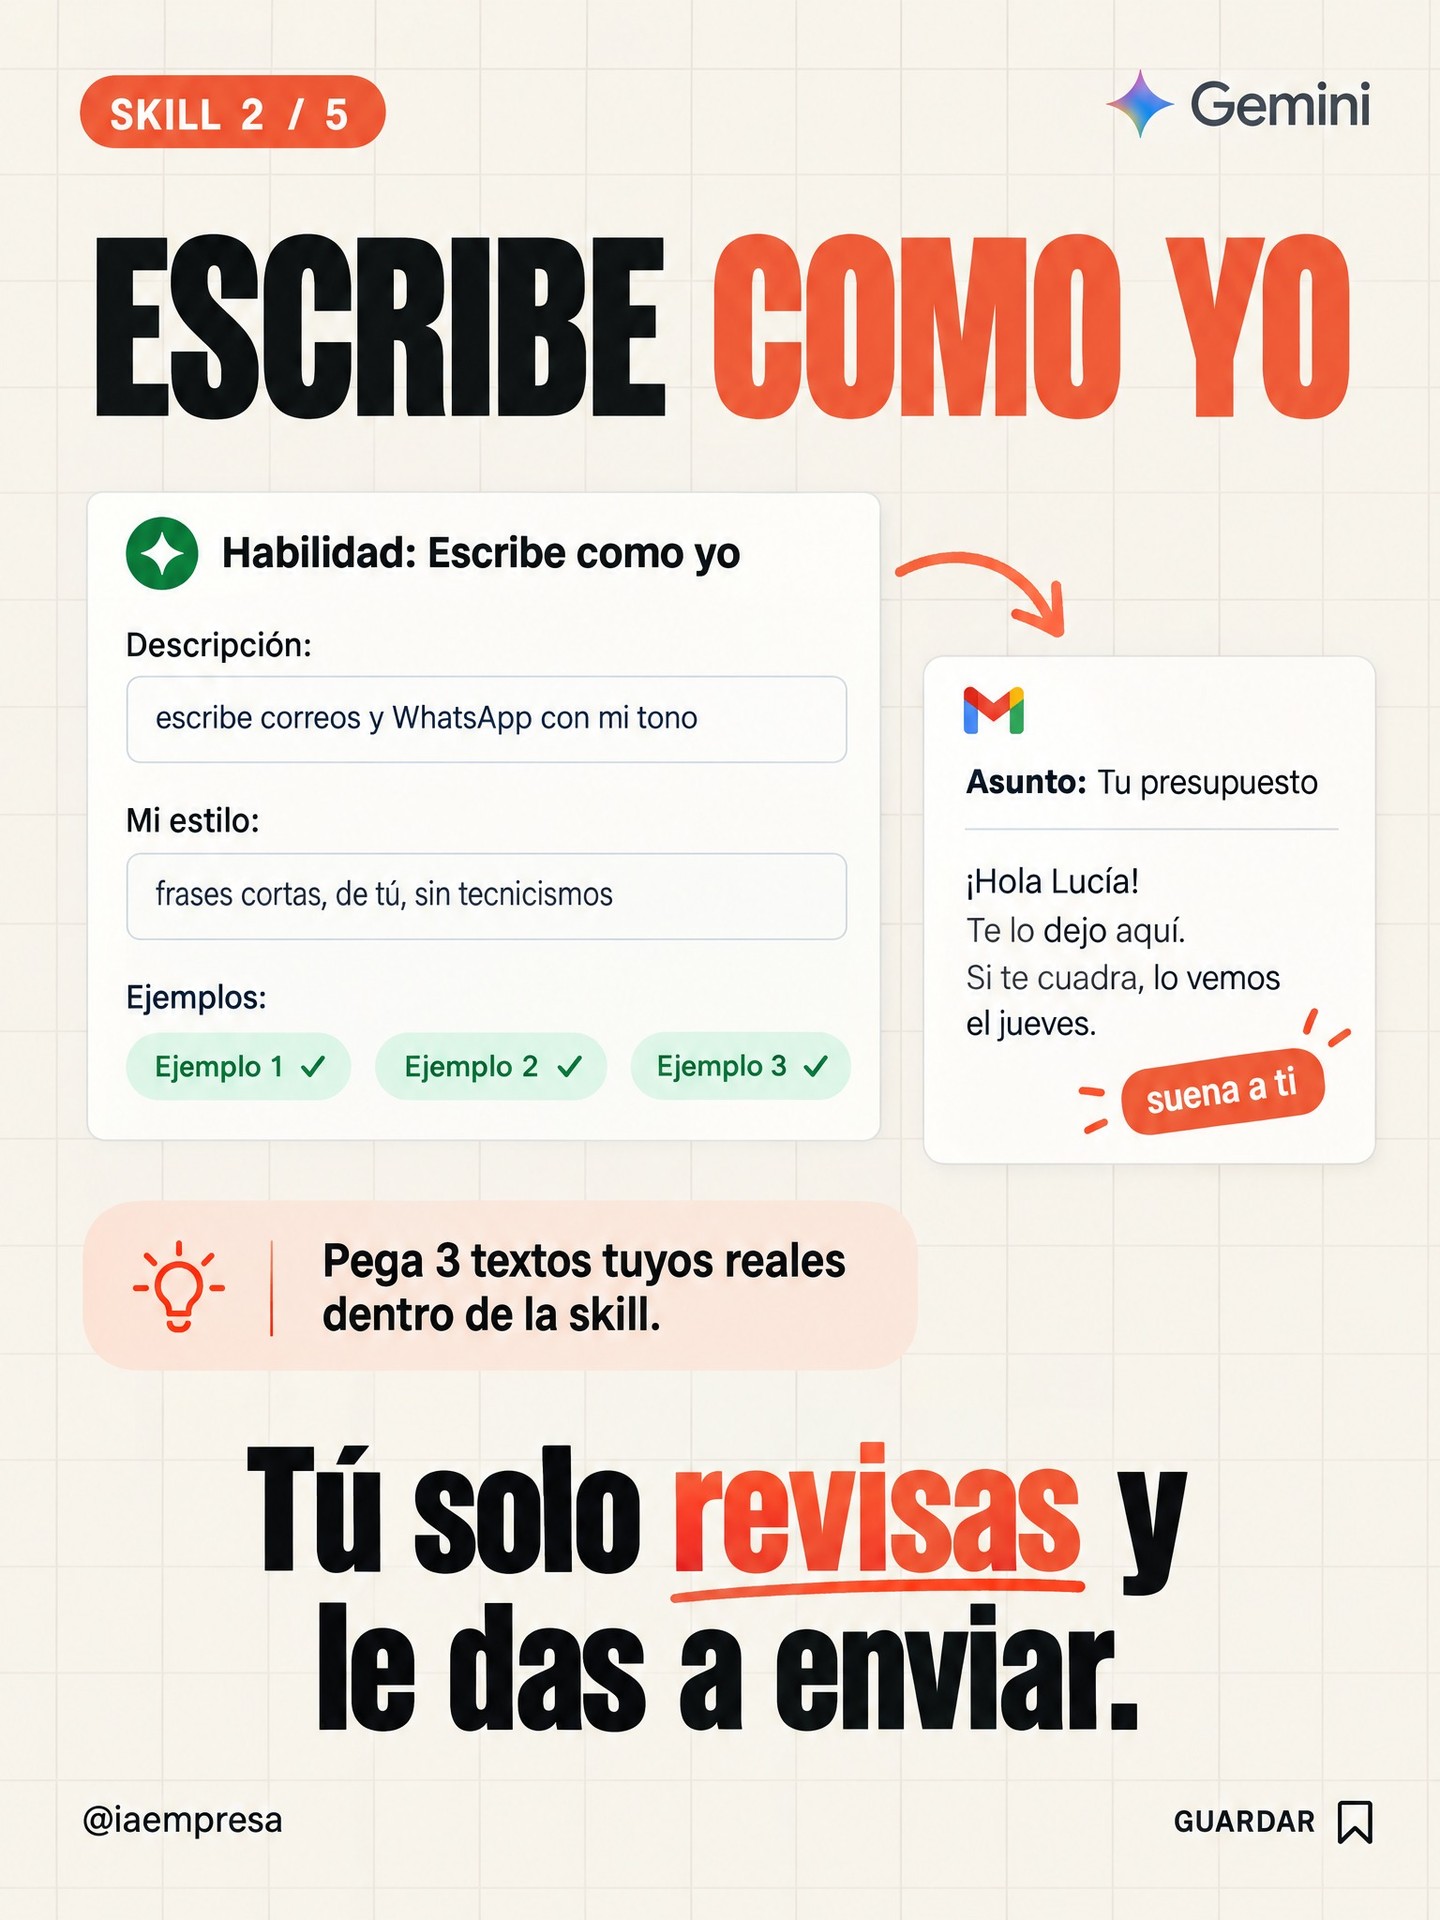 SKILL 2 / 5
Gemini
ESCRIBE COMO YO
Habilidad: Escribe como yo
Descripción:
escribe correos y WhatsApp con mi tono
Mi estilo:
frases cortas, de tú, sin tecnicismos
Ejemplos:
Ejemplo 1 ✓
Ejemplo 2 ✓
Ejemplo 3 ✓
Asunto: Tu presupuesto
¡Hola Lucía!
Te lo dejo aquí.
Si te cuadra, lo vemos
el jueves.
suena a ti
Pega 3 textos tuyos reales
dentro de la skill.
Tú solo revisas y
le das a enviar.
@iaempresa
GUARDAR